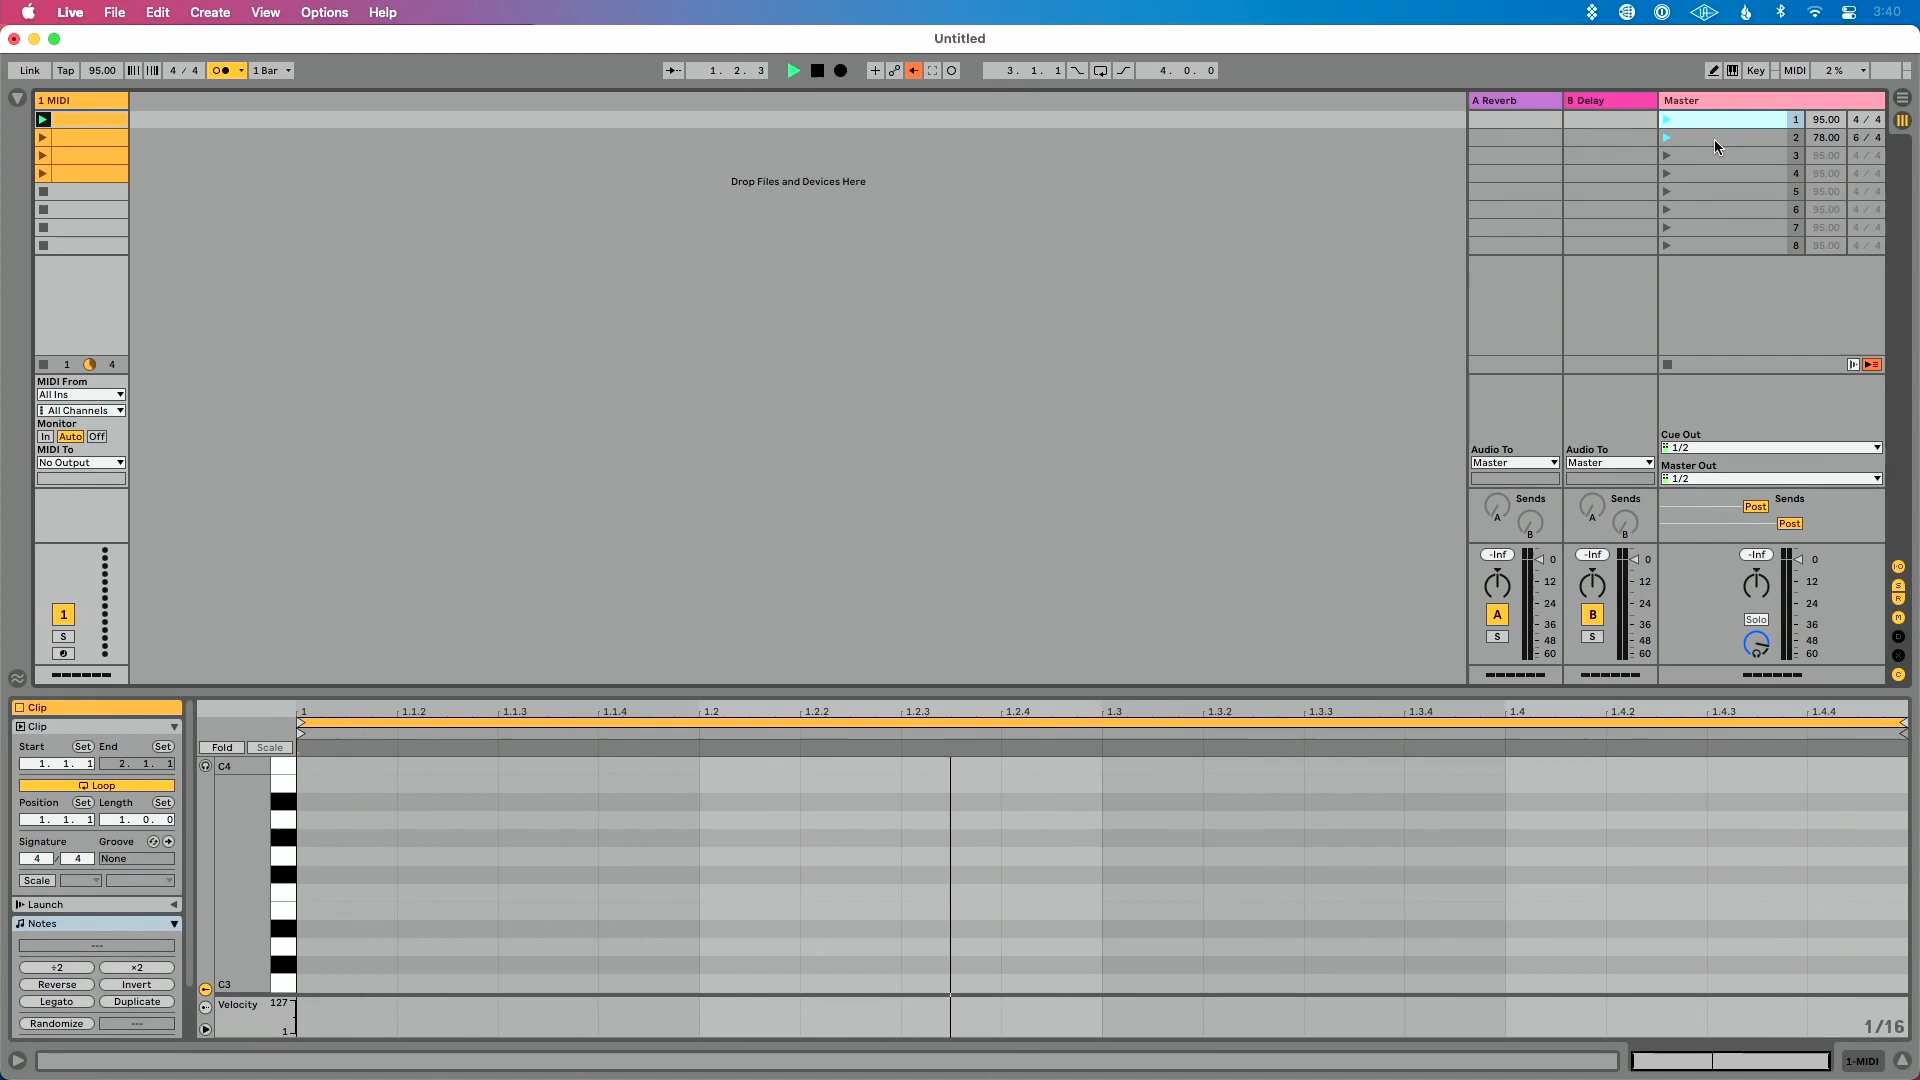 Live File Edit Create View Options Help 3:40
Untitled
Link Tap 95.00 4 / 4 1 Bar 1. 2. 3 3. 1. 1 4. 0. 0 Key MIDI 2 %
1 MIDI A Reverb B Delay Master
1 95.00 4 / 4
2 78.00 6 / 4
3 95.00 4 / 4
Drop Files and Devices Here
4 95.00 4 / 4
5 95.00 4 / 4
6 95.00 4 / 4
7 95.00 4 / 4
8 95.00 4 / 4
1 4
MIDI From
All Ins
All Channels
Monitor
In Auto Off
MIDI To
No Output
Cue Out
1/2
Audio To Audio To Master Out
Master Master 1/2
Sends Sends Sends
A A Post
B B Post
-Inf 0 -Inf 0 -Inf 0
12 12 12
24 24 24
1 A B Solo
36 36 36
S S S
48 48 48
60 60 60
Clip
Clip
Start Set End Set
1. 1. 1 2. 1. 1
Loop
Position Set Length Set
1. 1. 1 1. 0. 0
Signature Groove
4 / 4 None
Scale
Launch
Notes
---
÷2 ×2
Reverse Invert
Legato Duplicate
Randomize ---
1 1.1.2 1.1.3 1.1.4 1.2 1.2.2 1.2.3 1.2.4 1.3 1.3.2 1.3.3 1.3.4 1.4 1.4.2 1.4.3 1.4.4
Fold Scale
C4
C3
Velocity 127
1
1/16
1-MIDI